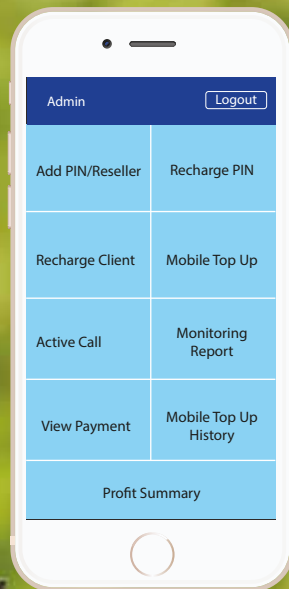 Admin
Logout
Add PIN/Reseller
Recharge PIN
Recharge Client
Mobile Top Up
Active Call
Monitoring
Report
View Payment
Mobile Top Up
History
Profit Summary